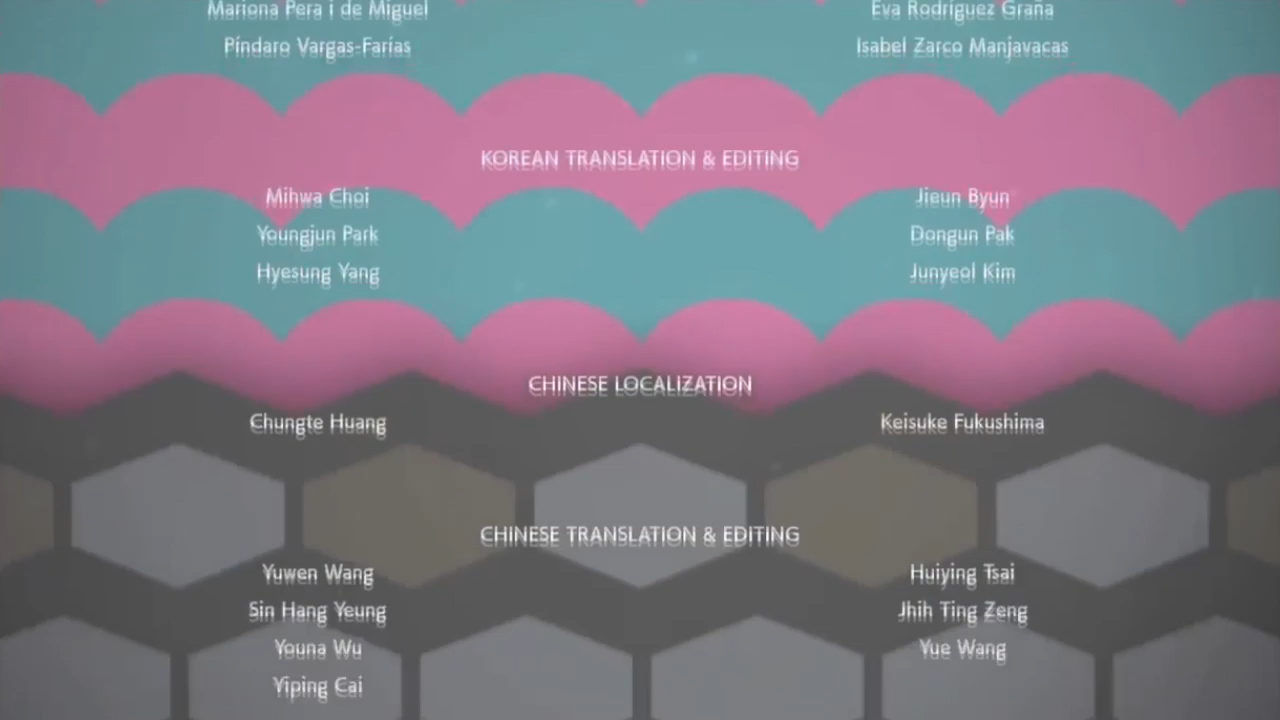 Mariona Pera i de Miguel Eva Rodríguez Graña
Píndaro Vargas-Farías Isabel Zarco Manjavacas
KOREAN TRANSLATION & EDITING
Mihwa Choi Jieun Byun
Youngjun Park Dongun Pak
Hyesung Yang Junyeol Kim
CHINESE LOCALIZATION
Chungte Huang Keisuke Fukushima
CHINESE TRANSLATION & EDITING
Yuwen Wang Huiying Tsai
Sin Hang Yeung Jhih Ting Zeng
Youna Wu Yue Wang
Yiping Cai